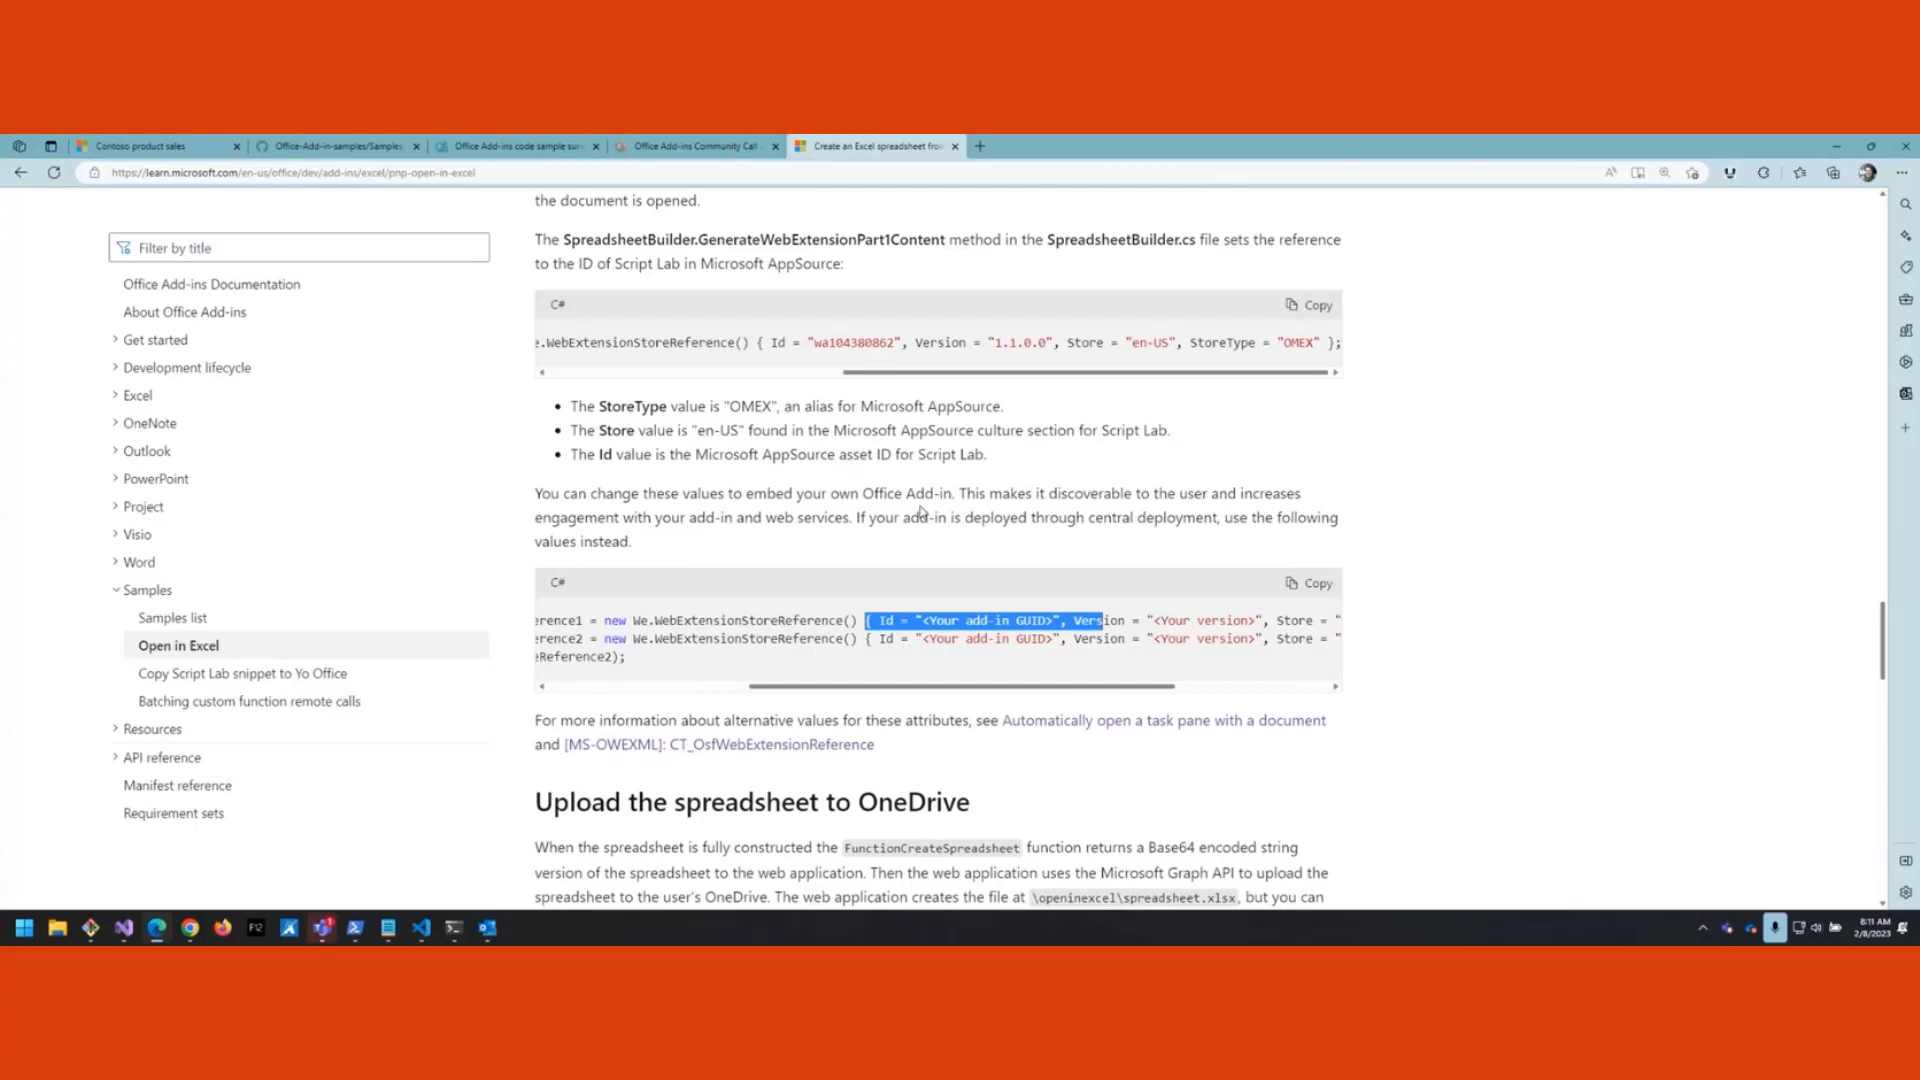 Contoso product sales
Office-Add-in-samples/Samples
Office Add-ins code sample sur
Office Add-ins Community Call
Create an Excel spreadsheet from
https://learn.microsoft.com/en-us/office/dev/add-ins/excel/pnp-open-in-excel
Filter by title
Office Add-ins Documentation
About Office Add-ins
Get started
Development lifecycle
Excel
OneNote
Outlook
PowerPoint
Project
Visio
Word
Samples
Samples list
Open in Excel
Copy Script Lab snippet to Yo Office
Batching custom function remote calls
Resources
API reference
Manifest reference
Requirement sets
the document is opened.
The SpreadsheetBuilder.GenerateWebExtensionPart1Content method in the SpreadsheetBuilder.cs file sets the reference
to the ID of Script Lab in Microsoft AppSource:
C#
Copy
e.WebExtensionStoreReference() { Id = "wa104380862", Version = "1.1.0.0", Store = "en-US", StoreType = "OMEX" };
• The StoreType value is "OMEX", an alias for Microsoft AppSource.
• The Store value is "en-US" found in the Microsoft AppSource culture section for Script Lab.
• The Id value is the Microsoft AppSource asset ID for Script Lab.
You can change these values to embed your own Office Add-in. This makes it discoverable to the user and increases
engagement with your add-in and web services. If your add-in is deployed through central deployment, use the following
values instead.
C#
Copy
erence1 = new We.WebExtensionStoreReference() { Id = "<Your add-in GUID>", Version = "<Your version>", Store = "
erence2 = new We.WebExtensionStoreReference() { Id = "<Your add-in GUID>", Version = "<Your version>", Store = "
eReference2);
For more information about alternative values for these attributes, see Automatically open a task pane with a document
and [MS-OWEXML]: CT_OsfWebExtensionReference
Upload the spreadsheet to OneDrive
When the spreadsheet is fully constructed the FunctionCreateSpreadsheet function returns a Base64 encoded string
version of the spreadsheet to the web application. Then the web application uses the Microsoft Graph API to upload the
spreadsheet to the user's OneDrive. The web application creates the file at \openinexcel\spreadsheet.xlsx, but you can
8:11 AM
2/8/2023